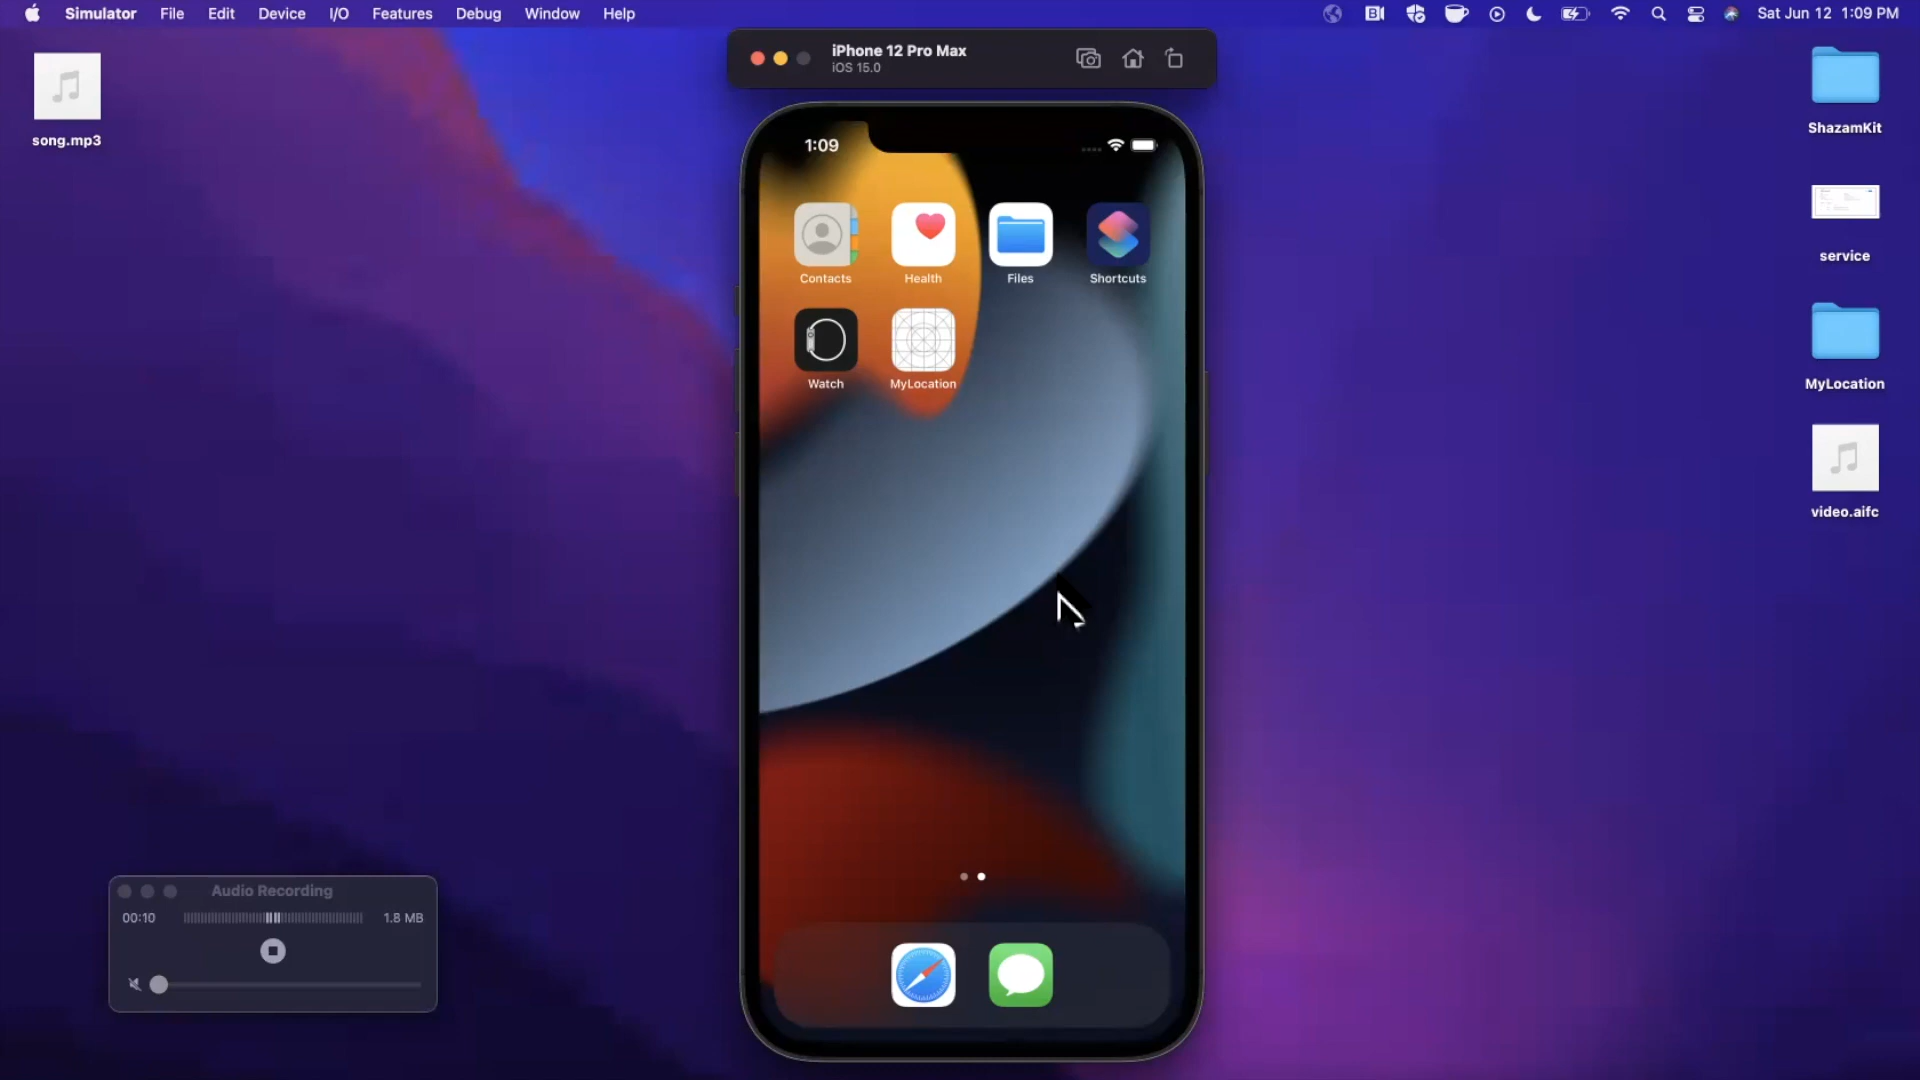 Simulator File Edit Device I/O Features Debug Window Help Sat Jun 12 1:09 PM
iPhone 12 Pro Max
iOS 15.0
song.mp3
ShazamKit
service
MyLocation
video.aifc
1:09
Contacts Health Files Shortcuts
Watch MyLocation
Audio Recording
00:10 1.8 MB